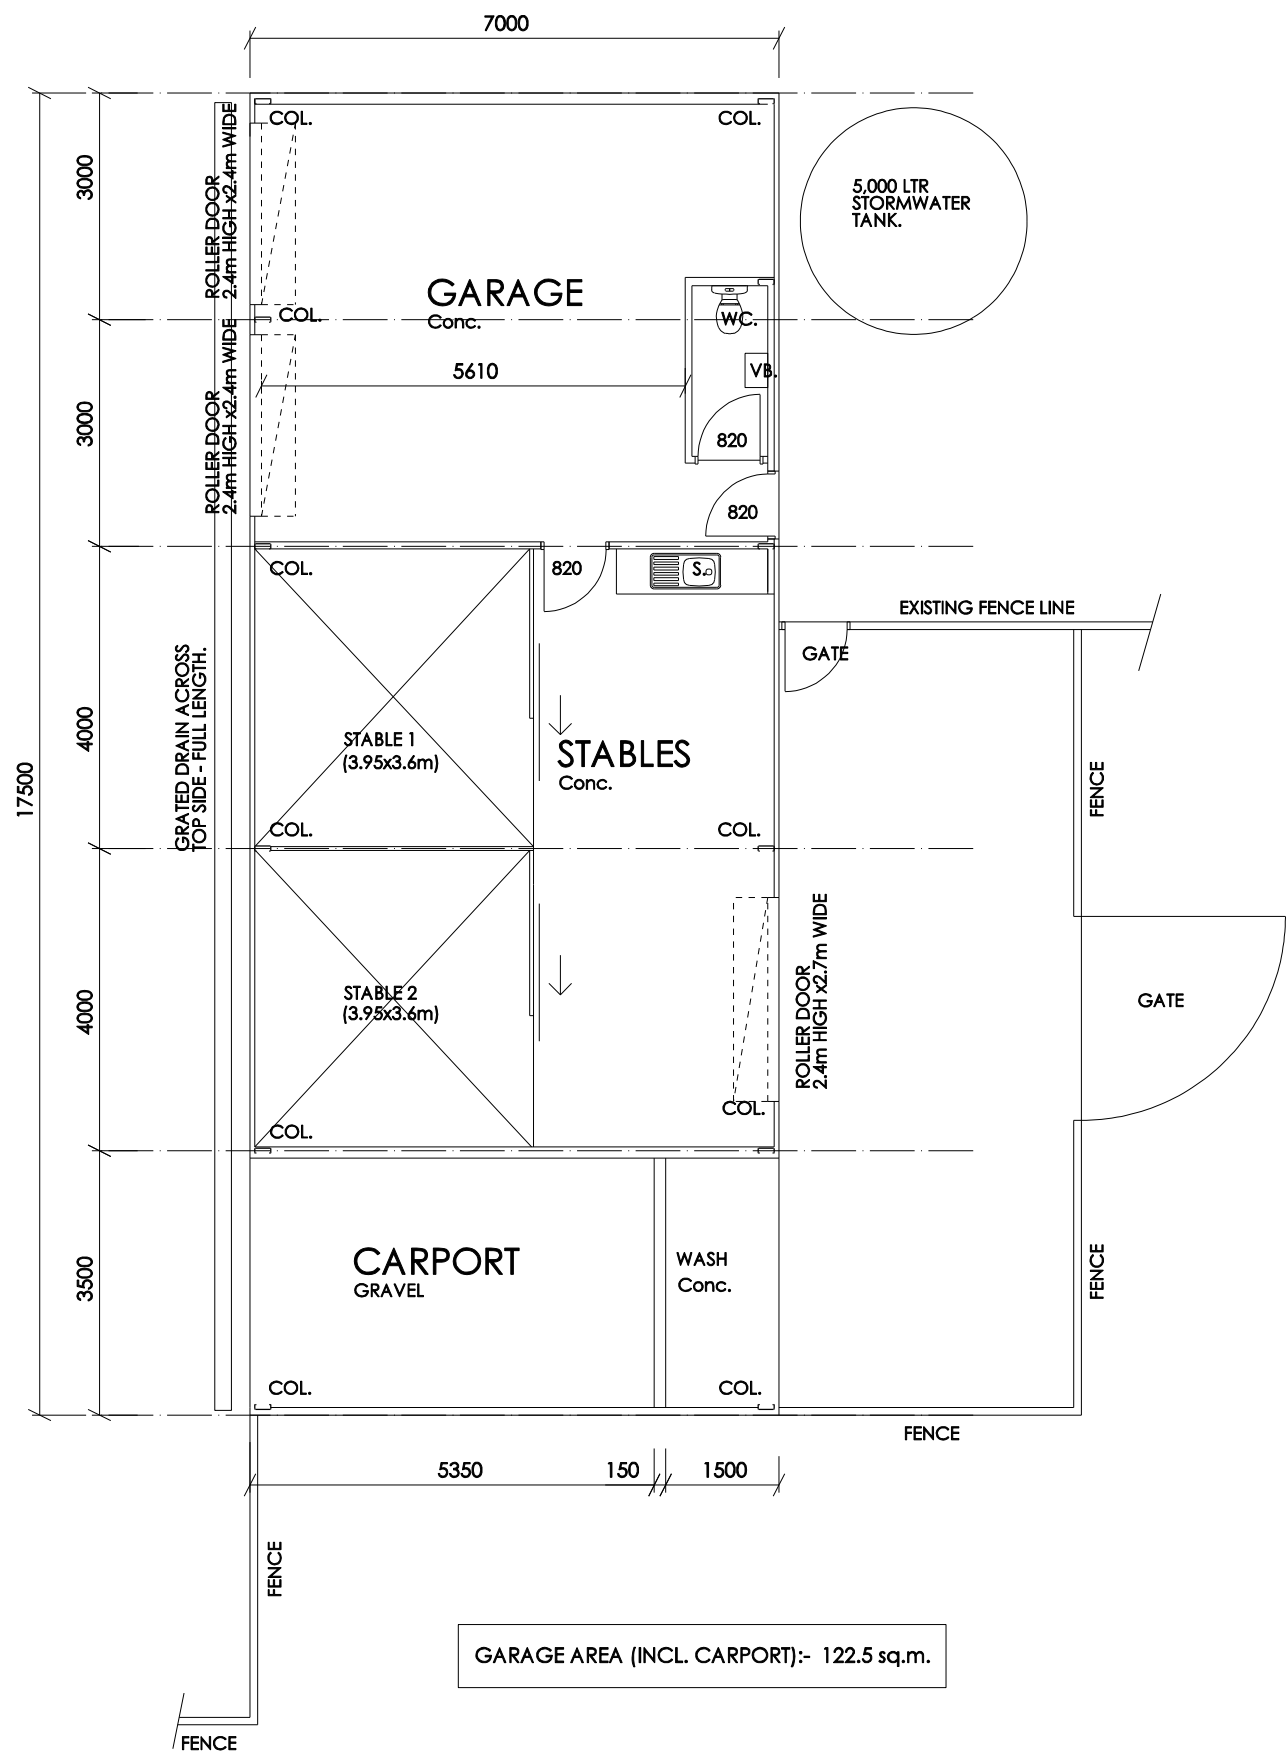 7000
COL.
COL.
3000
ROLLER DOOR
2.4m HIGH x2.4m WIDE
5,000 LTR
STORMWATER
TANK.
GARAGE
Conc.
COL.
WC.
5610
VB.
3000
ROLLER DOOR
2.4m HIGH x2.4m WIDE
820
820
COL.
820
S.
EXISTING FENCE LINE
GATE
GRATED DRAIN ACROSS
TOP SIDE - FULL LENGTH.
4000
17500
STABLE 1
(3.95x3.6m)
STABLES
Conc.
FENCE
COL.
COL.
4000
STABLE 2
(3.95x3.6m)
ROLLER DOOR
2.4m HIGH x2.7m WIDE
GATE
COL.
COL.
3500
CARPORT
GRAVEL
WASH
Conc.
FENCE
COL.
COL.
FENCE
5350
150
1500
FENCE
GARAGE AREA (INCL. CARPORT):- 122.5 sq.m.
FENCE